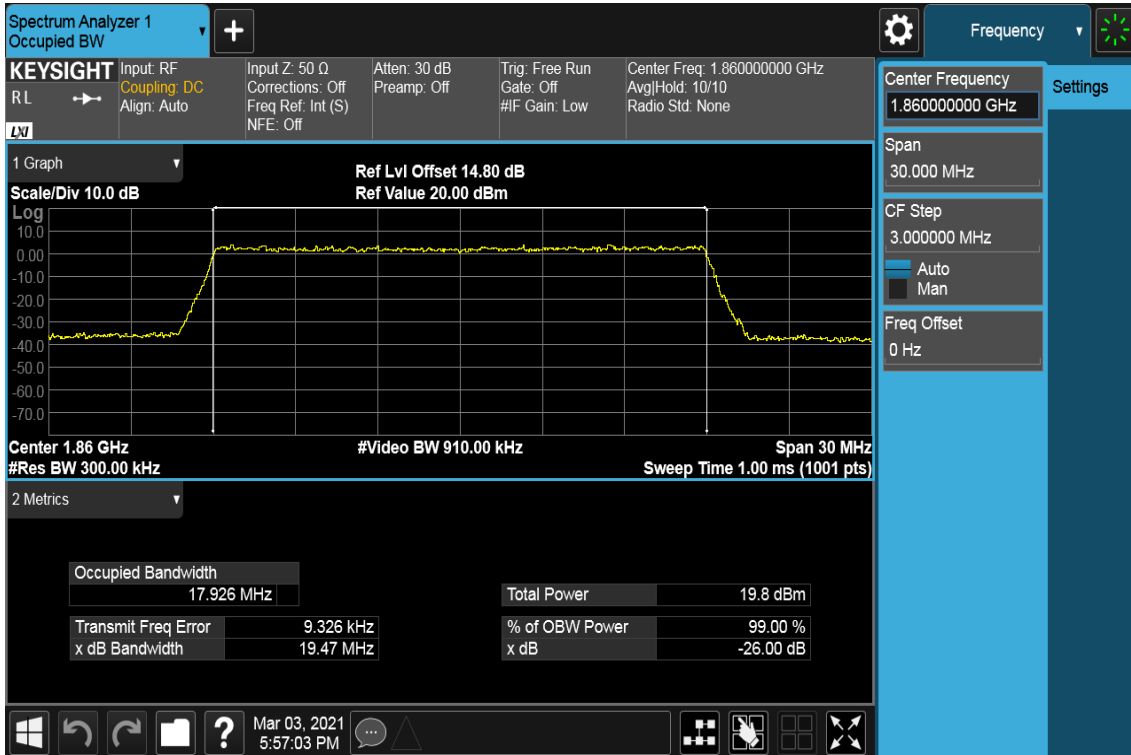 Spectrum Analyzer 1
Occupied BW
+
Frequency
KEYSIGHT
R L
LXI
Input: RF
Coupling: DC
Align: Auto
Input Z: 50 Ω
Corrections: Off
Freq Ref: Int (S)
NFE: Off
Atten: 30 dB
Preamp: Off
Trig: Free Run
Gate: Off
#IF Gain: Low
Center Freq: 1.860000000 GHz
Avg|Hold: 10/10
Radio Std: None
Center Frequency
1.860000000 GHz
Settings
Span
30.000 MHz
CF Step
3.000000 MHz
Auto
Man
Freq Offset
0 Hz
1 Graph
Scale/Div 10.0 dB
Ref Lvl Offset 14.80 dB
Ref Value 20.00 dBm
Log
10.0
0.00
-10.0
-20.0
-30.0
-40.0
-50.0
-60.0
-70.0
Center 1.86 GHz
#Video BW 910.00 kHz
Span 30 MHz
#Res BW 300.00 kHz
Sweep Time 1.00 ms (1001 pts)
2 Metrics
Occupied Bandwidth
17.926 MHz
Total Power 19.8 dBm
Transmit Freq Error 9.326 kHz
% of OBW Power 99.00 %
x dB Bandwidth 19.47 MHz
x dB -26.00 dB
?
Mar 03, 2021
5:57:03 PM